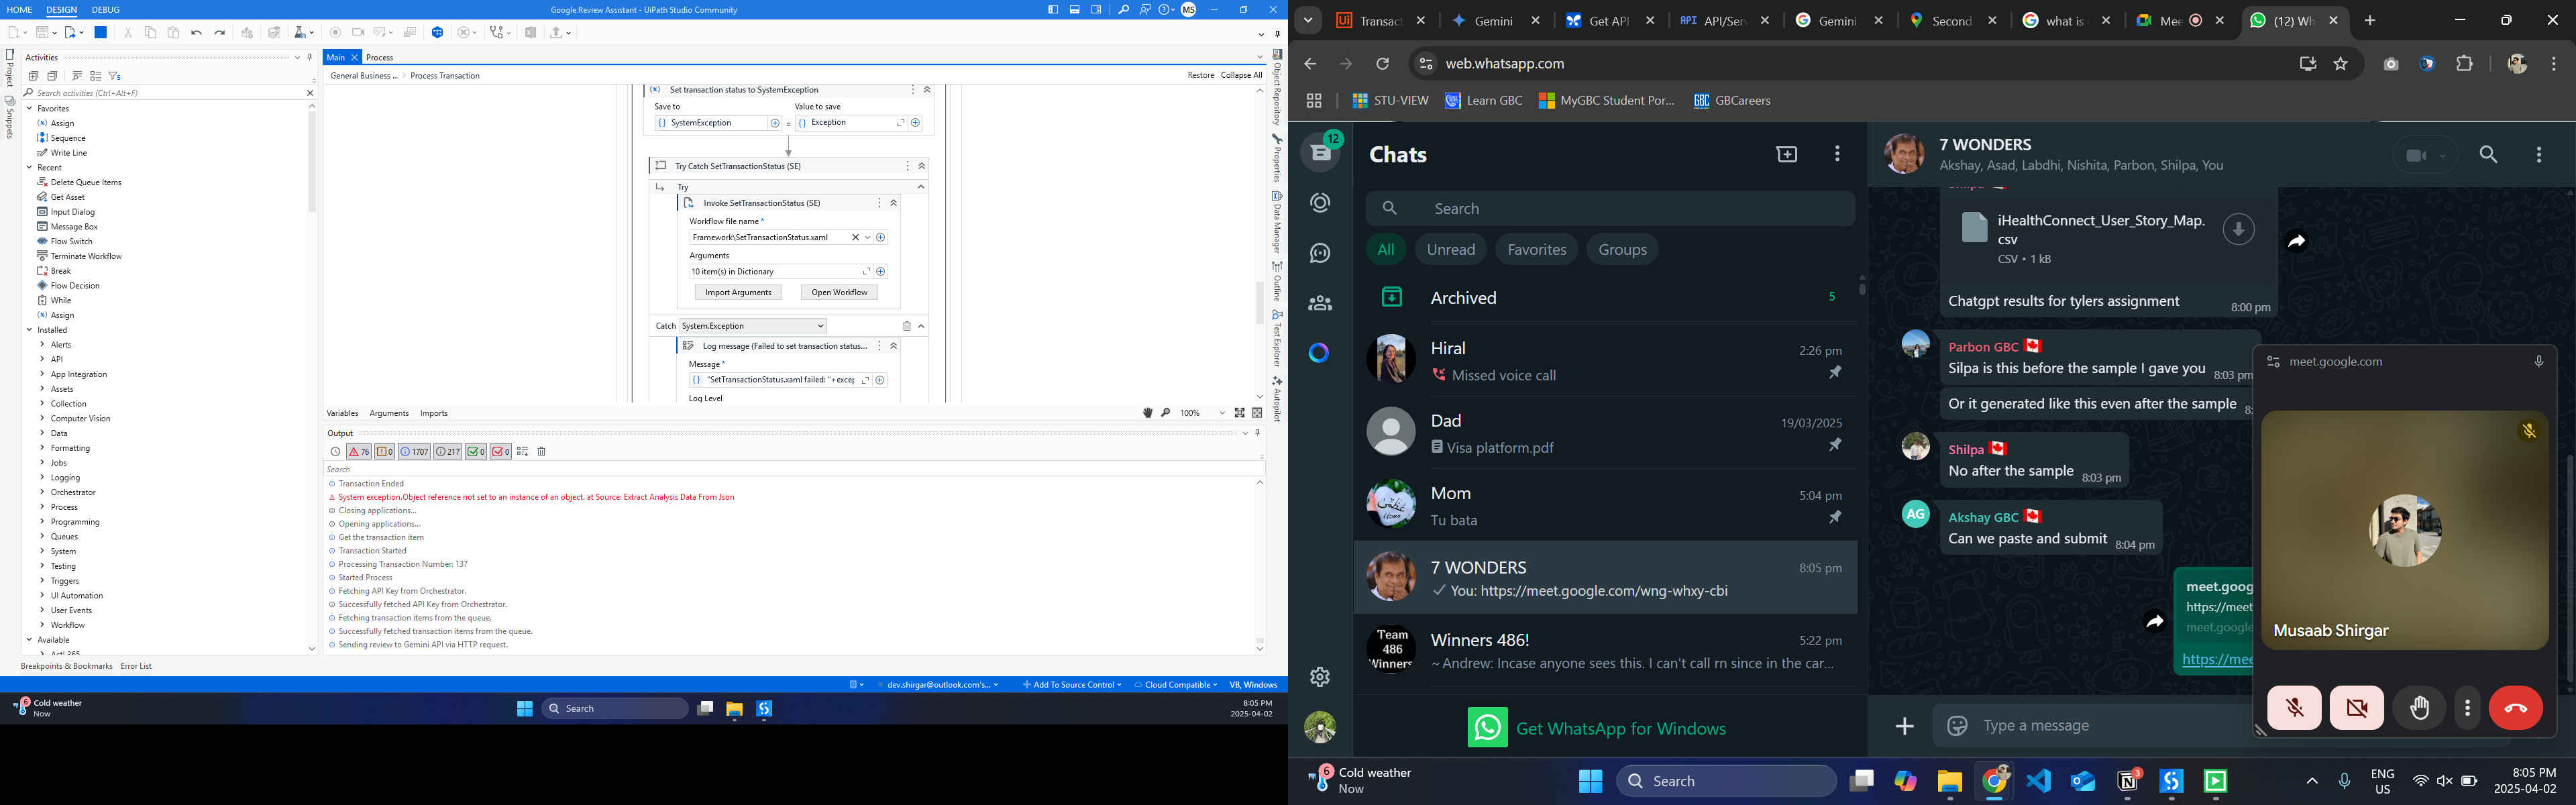 HOME DESIGN DEBUG
Google Review Assistant - UiPath Studio Community
MS
Activities
Search activities (Ctrl+Alt+F)
Favorites
Assign
Sequence
Write Line
Recent
Delete Queue Items
Get Asset
Input Dialog
Message Box
Flow Switch
Terminate Workflow
Break
Flow Decision
While
Assign
Installed
Alerts
API
App Integration
Assets
Collection
Computer Vision
Data
Formatting
Jobs
Logging
Orchestrator
Process
Programming
Queues
System
Testing
Triggers
UI Automation
User Events
Workflow
Available
Breakpoints & Bookmarks Error List
Project
Snippets
Main Process
General Business ... > Process Transaction
Restore Collapse All
Set transaction status to SystemException
Save to Value to save
SystemException = Exception
Try Catch SetTransactionStatus (SE)
Try
Invoke SetTransactionStatus (SE)
Workflow file name *
Framework\SetTransactionStatus.xaml
Arguments
10 item(s) in Dictionary
Import Arguments Open Workflow
Catch System.Exception
Log message (Failed to set transaction status...
Message *
"SetTransactionStatus.xaml failed: "+excep
Log Level
Variables Arguments Imports
100%
Output
76 0 1707 217 0 0
Search
Transaction Ended
System exception.Object reference not set to an instance of an object. at Source: Extract Analysis Data From Json
Closing applications...
Opening applications...
Get the transaction item
Transaction Started
Processing Transaction Number: 137
Started Process
Fetching API Key from Orchestrator.
Successfully fetched API Key from Orchestrator.
Fetching transaction items from the queue.
Successfully fetched transaction items from the queue.
Sending review to Gemini API via HTTP request.
Object Repository
Properties
Data Manager
Outline
Test Explorer
Autopilot
dev.shirgar@outlook.com's...
Add To Source Control
Cloud Compatible
VB, Windows
6
Cold weather
Now
Search
8:05 PM
2025-04-02
Transact
Gemini
Get API
API/Serv
Gemini
Second
what is
Mee
(12) Wh
web.whatsapp.com
STU-VIEW
Learn GBC
MyGBC Student Por...
GBCareers
12
Chats
Search
All Unread Favorites Groups
Archived 5
Hiral 2:26 pm
Missed voice call
Dad 19/03/2025
Visa platform.pdf
Mom 5:04 pm
Tu bata
7 WONDERS 8:05 pm
You: https://meet.google.com/wng-whxy-cbi
Team
486
Winners
Winners 486! 5:22 pm
~ Andrew: Incase anyone sees this. I can't call rn since in the car...
Get WhatsApp for Windows
7 WONDERS
Akshay, Asad, Labdhi, Nishita, Parbon, Shilpa, You
iHealthConnect_User_Story_Map.
csv
CSV • 1 kB
Chatgpt results for tylers assignment 8:00 pm
Parbon GBC
Silpa is this before the sample I gave you 8:03 pm
Or it generated like this even after the sample
Shilpa
No after the sample 8:03 pm
AG
Akshay GBC
Can we paste and submit 8:04 pm
meet.goog
https://meet
meet.google
https://mee
meet.google.com
Musaab Shirgar
Type a message
6
Cold weather
Now
Search
3
ENG
US
8:05 PM
2025-04-02